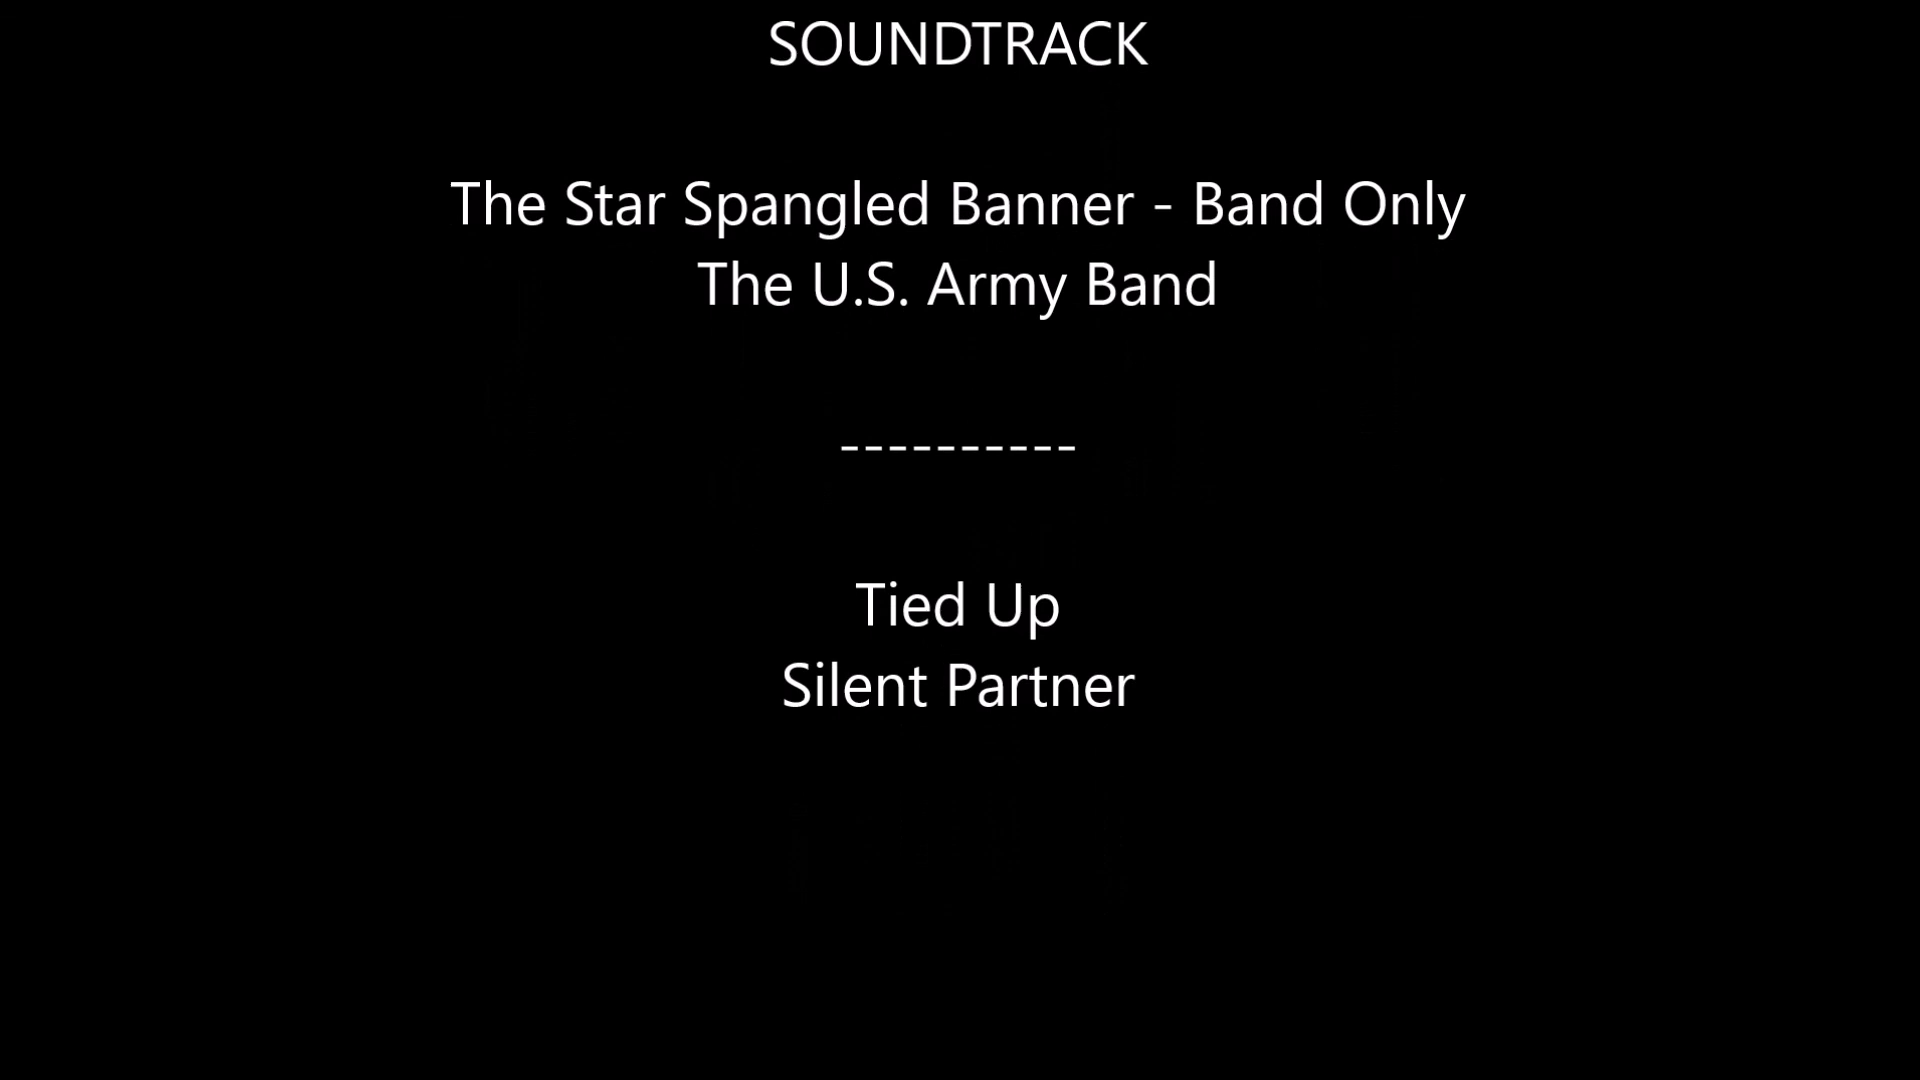 SOUNDTRACK
The Star Spangled Banner - Band Only
The U.S. Army Band
----------
Tied Up
Silent Partner